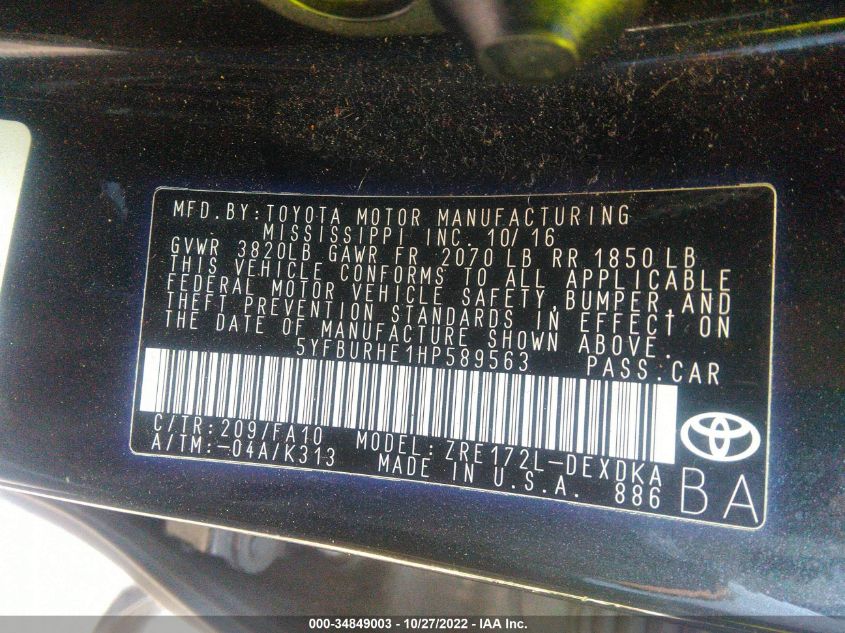 MFD.BY:TOYOTA MOTOR MANUFACTURING
MISSISSIPPI INC. 10/16
GVWR 3820LB GAWR FR 2070 LB RR 1850 LB
THIS VEHICLE CONFORMS TO ALL APPLICABLE
FEDERAL MOTOR VEHICLE SAFETY,BUMPER,AND
THEFT PREVENTION STANDARDS IN EFFECT ON
THE DATE OF MANUFACTURE SHOWN ABOVE.
5YFBURHE1HP589563 PASS.CAR
C/TR:209/FA10 MODEL:ZRE172L-DEXDKA
A/TM:-04A/K313 MADE IN U.S.A. 886 BA
000-34849003 - 10/27/2022 - IAA Inc.